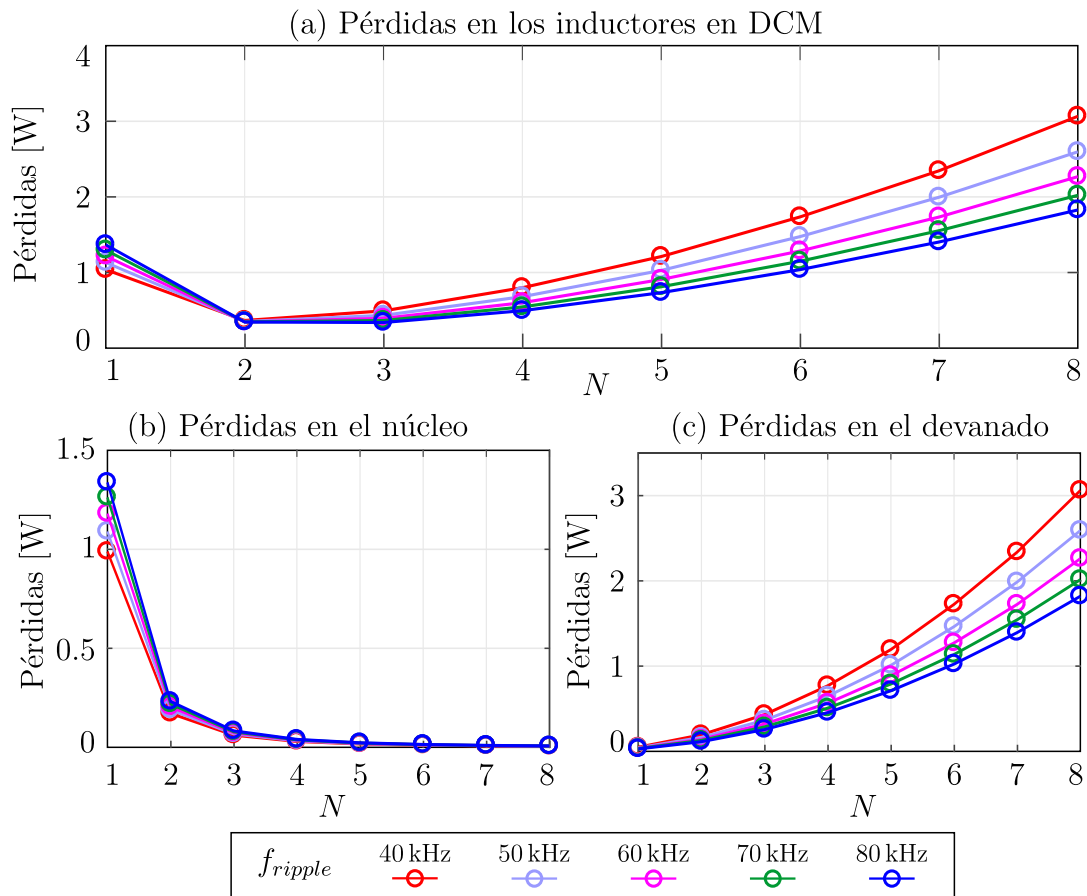 (a) Pérdidas en los inductores en DCM
Pérdidas [W]
4
3
2
1
0
1 2 3 4 5 6 7 8
N
(b) Pérdidas en el núcleo
Pérdidas [W]
1.5
1
0.5
0
1 2 3 4 5 6 7 8
N
(c) Pérdidas en el devanado
Pérdidas [W]
3
2
1
0
1 2 3 4 5 6 7 8
N
f_ripple 40 kHz 50 kHz 60 kHz 70 kHz 80 kHz